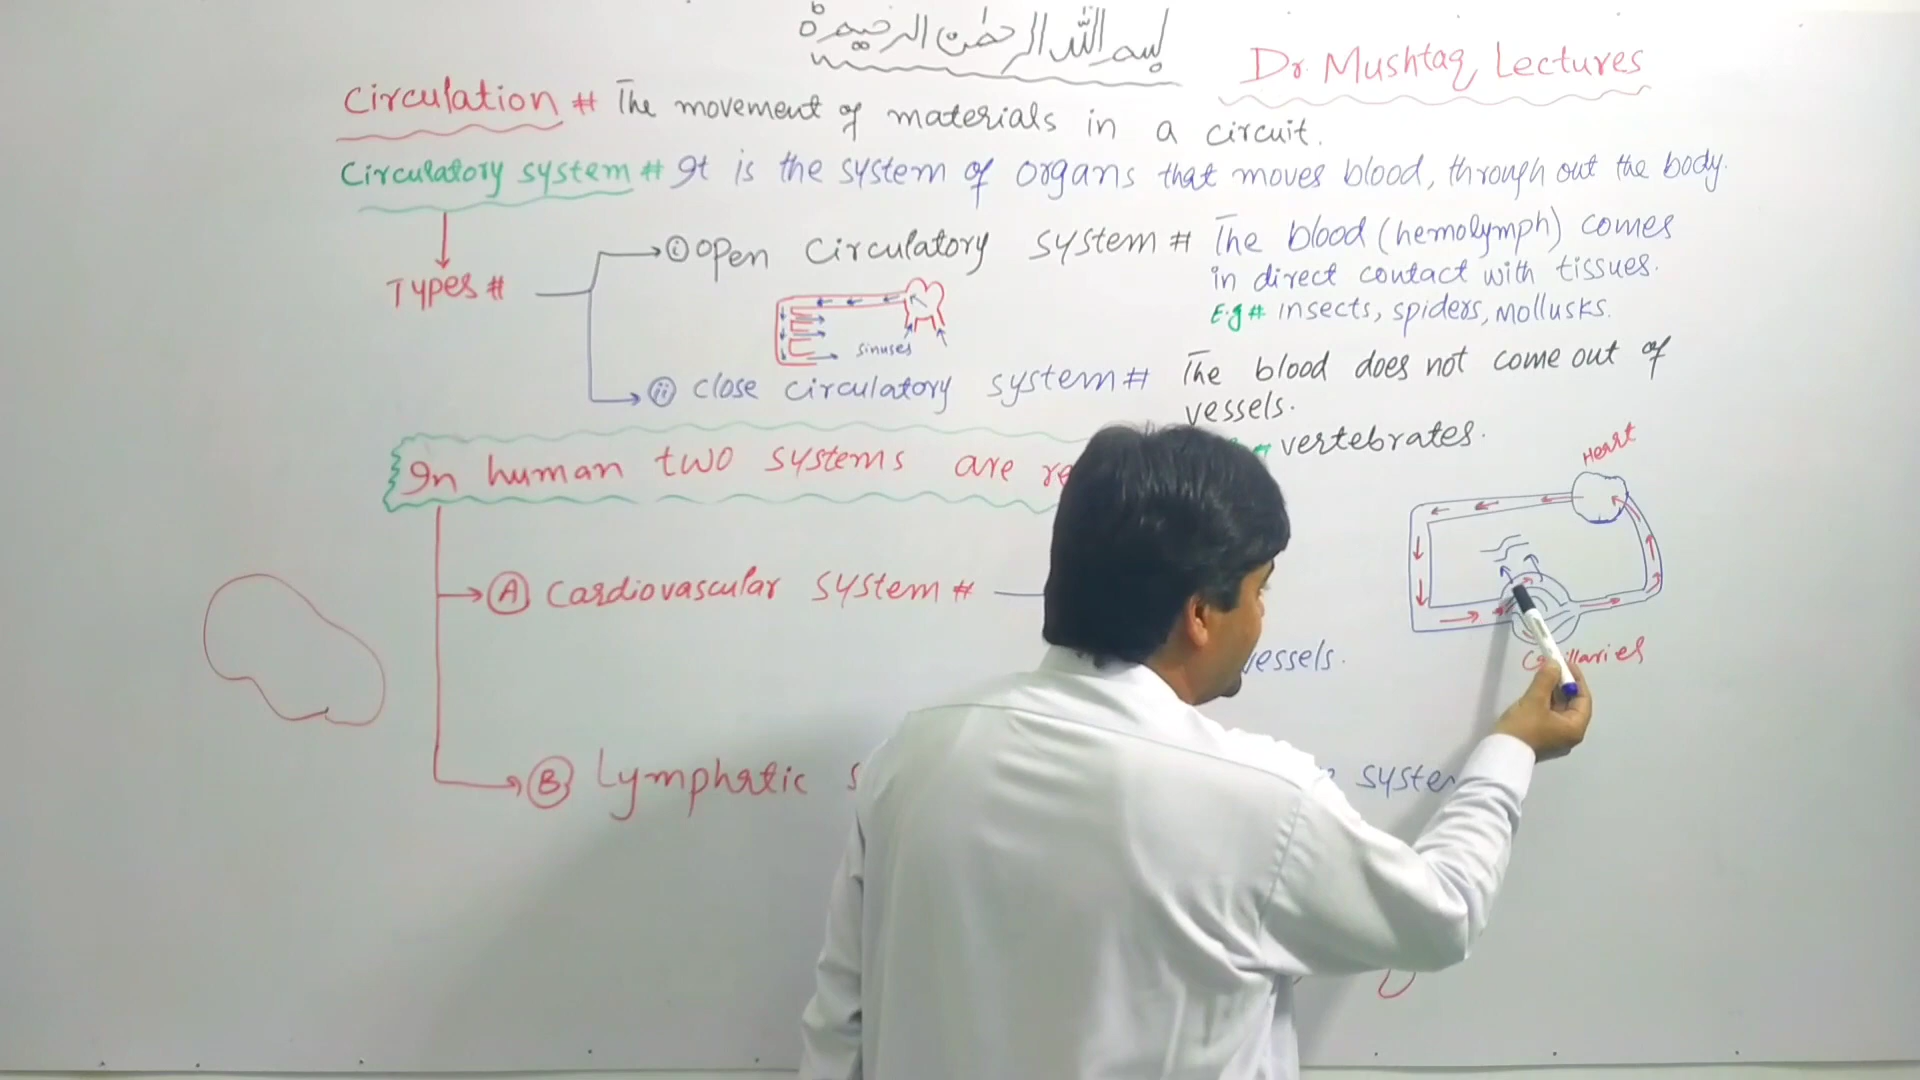 بسم اللہ الرحمٰن الرحیم
Dr. Mushtaq Lectures
Circulation # The movement of materials in a circuit.
Circulatory system # It is the system of organs that moves blood, through out the body.
Types #
(i) open circulatory system # The blood (hemolymph) comes
in direct contact with tissues.
E.g # insects, spiders, mollusks.
sinuses
(ii) close circulatory system # The blood does not come out of
vessels.
vertebrates.
In human two systems are
Heart
(A) Cardiovascular system #
vessels.
Capillaries
(B) Lymphatic